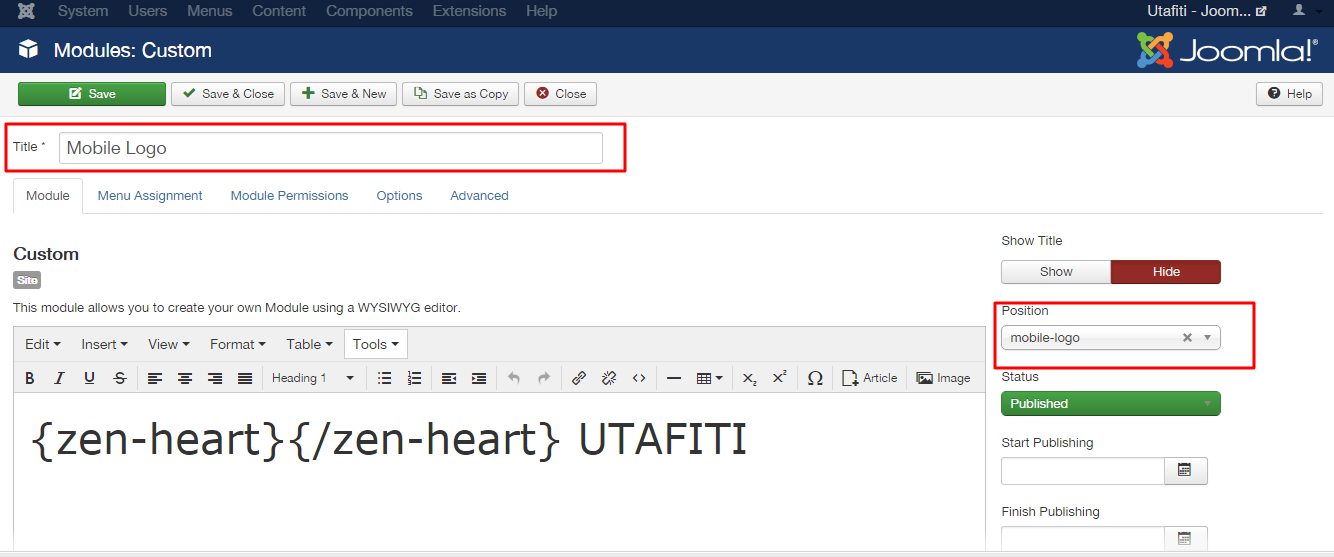 System Users Menus Content Components Extensions Help Utafiti - Joom...
Modules: Custom Joomla!®
Save Save & Close Save & New Save as Copy Close Help
Title * Mobile Logo
Module Menu Assignment Module Permissions Options Advanced
Custom
Site
This module allows you to create your own Module using a WYSIWYG editor.
Edit Insert View Format Table Tools
B I U S Heading 1 X₂ X² Ω Article Image
{zen-heart}{/zen-heart} UTAFITI
Show Title
Show Hide
Position
mobile-logo
Status
Published
Start Publishing
Finish Publishing